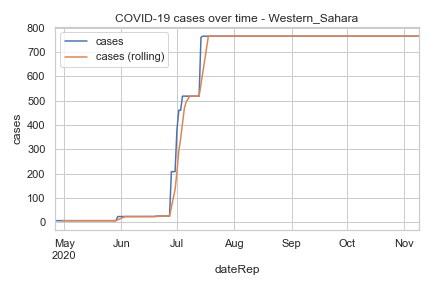 COVID-19 cases over time - Western_Sahara
cases
cases (rolling)
800
700
600
500
400
300
200
100
0
cases
May
2020
Jun
Jul
Aug
Sep
Oct
Nov
dateRep